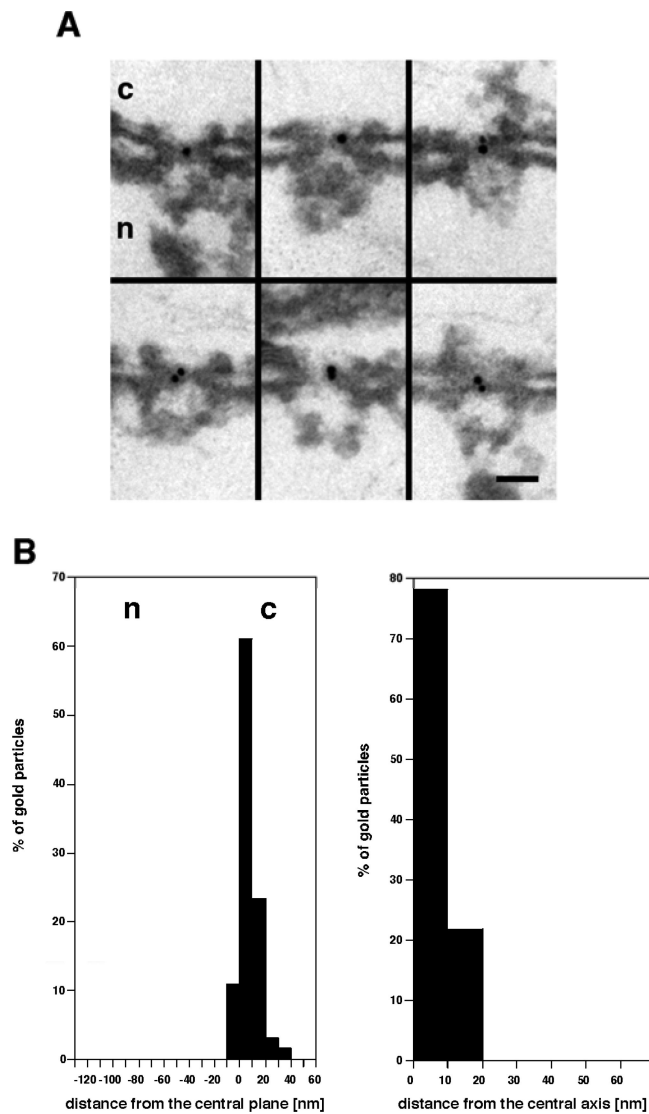 A
c
n
B
n
c
70
60
50
40
30
20
10
0
% of gold particles
-120 -100 -80 -60 -40 -20 0 20 40 60
distance from the central plane [nm]
80
70
60
50
40
30
20
10
0
% of gold particles
0 10 20 30 40 50 60
distance from the central axis [nm]